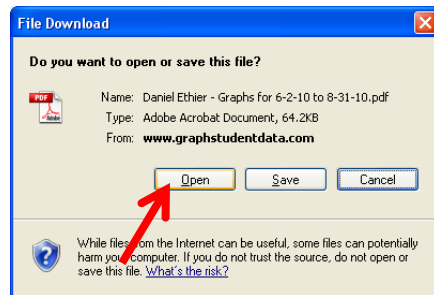 File Download
Do you want to open or save this file?
PDF
Adobe
Name: Daniel Ethier - Graphs for 6-2-10 to 8-31-10.pdf
Type: Adobe Acrobat Document, 64.2KB
From: www.graphstudentdata.com
Open Save Cancel
While files from the Internet can be useful, some files can potentially
harm your computer. If you do not trust the source, do not open or
save this file. What's the risk?